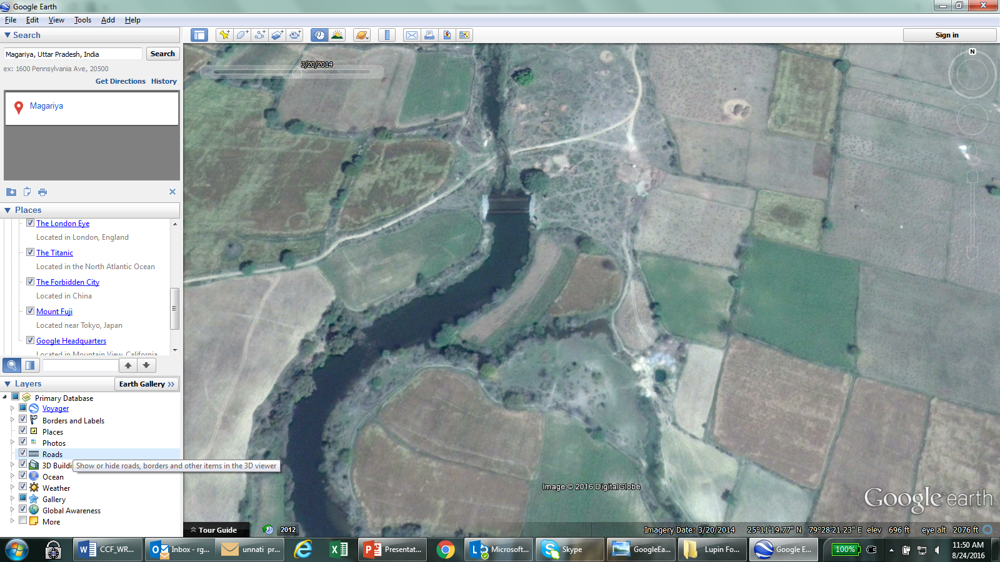 Google Earth
File Edit View Tools Add Help
Search
Magariya, Uttar Pradesh, India
Search
ex: 1600 Pennsylvania Ave, 20500
Get Directions History
Magariya
Places
The London Eye
Located in London, England
The Titanic
Located in the North Atlantic Ocean
The Forbidden City
Located in China
Mount Fuji
Located near Tokyo, Japan
Google Headquarters
Located in Mountain View, California
Layers
Earth Gallery >>
Primary Database
Voyager
Borders and Labels
Places
Photos
Roads
3D Buildi
Show or hide roads, borders and other items in the 3D viewer
Ocean
Weather
Gallery
Global Awareness
More
Sign in
3/20/2014
N
Image © 2016 DigitalGlobe
Google earth
Tour Guide
2012
Imagery Date: 3/20/2014 25°11'19.77" N 79°28'21.23" E elev 696 ft eye alt 2076 ft
CCF_WR...
Inbox - rg...
unnati pr...
Presentat...
Microsoft...
Skype
GoogleEa...
Lupin Fo...
Google E...
100%
11:50 AM
8/24/2016